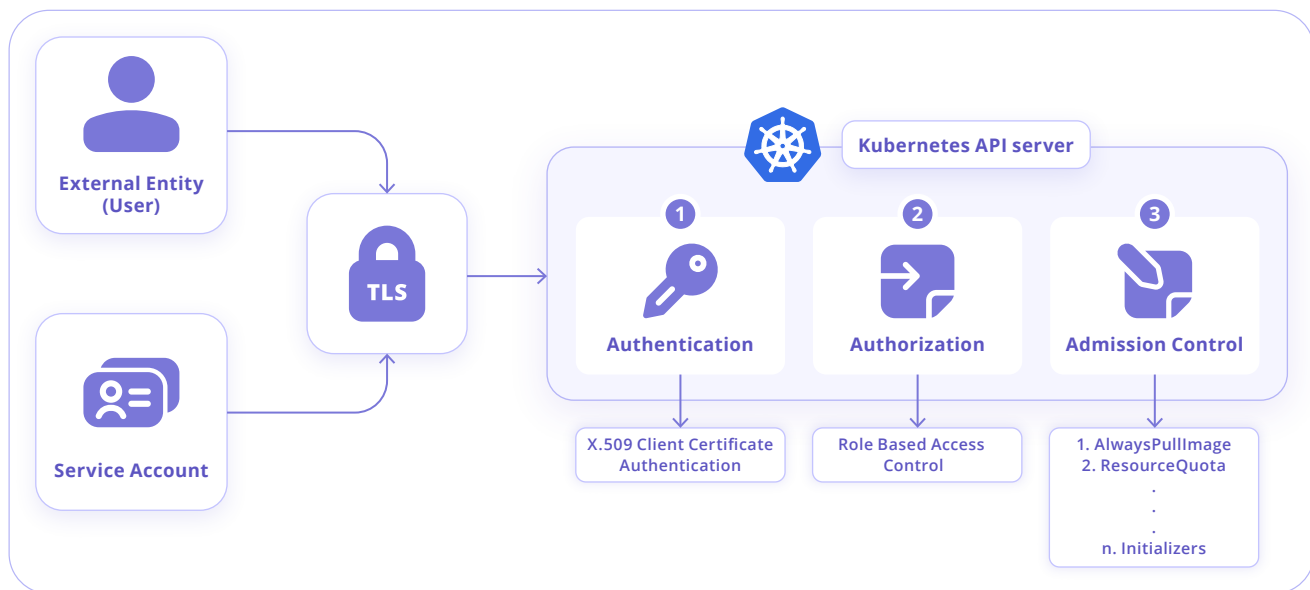 External Entity
(User)
Service Account
TLS
Kubernetes API server
1
Authentication
X.509 Client Certificate
Authentication
2
Authorization
Role Based Access
Control
3
Admission Control
1. AlwaysPullImage
2. ResourceQuota
.
.
.
n. Initializers